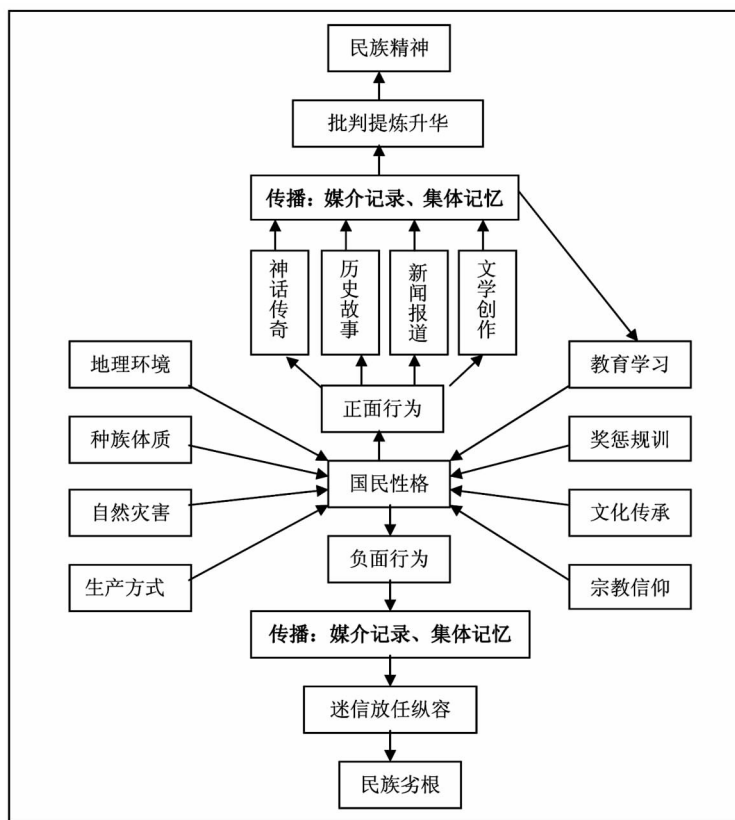 民族精神
批判提炼升华
传播：媒介记录、集体记忆
神话传奇
历史故事
新闻报道
文学创作
地理环境
教育学习
正面行为
种族体质
奖惩规训
国民性格
自然灾害
文化传承
负面行为
生产方式
宗教信仰
传播：媒介记录、集体记忆
迷信放任纵容
民族劣根